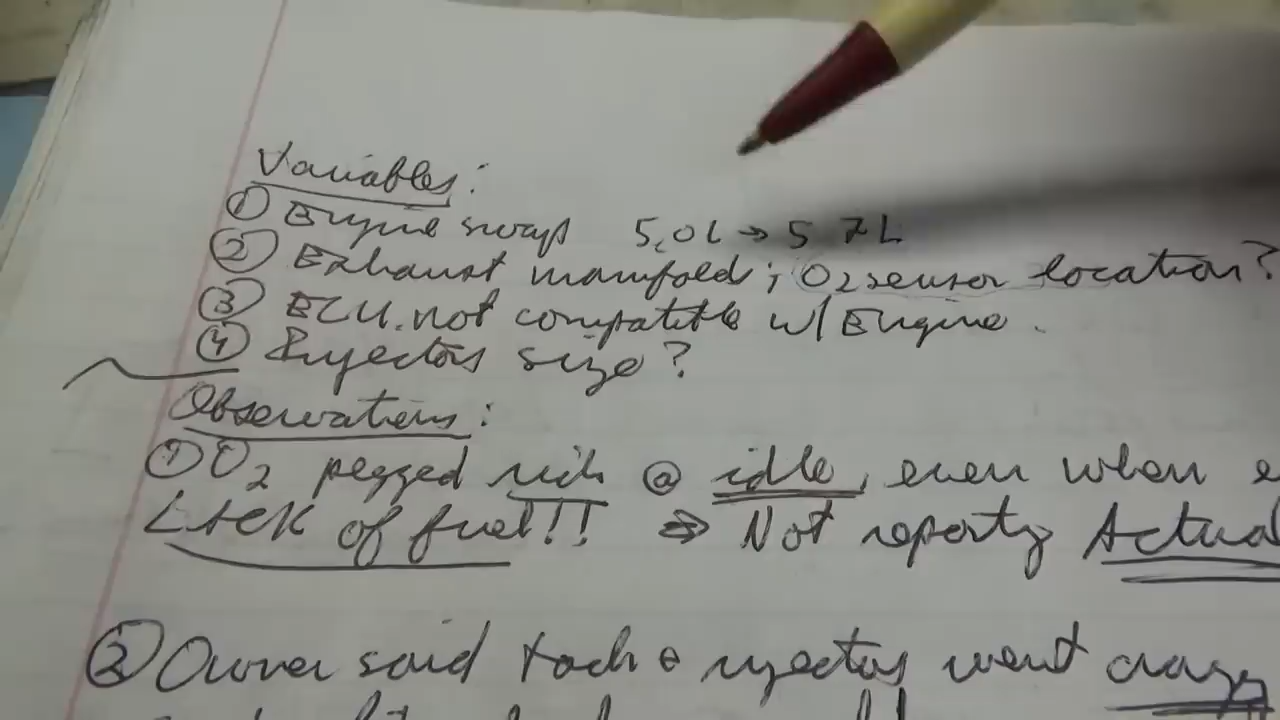 Variables:
① Engine swap 5.0L → 5.7L
② Exhaust manifold; O2 sensor location?
③ ECU not compatible w/ Engine.
④ Injectors size?
Observations:
① O2 pegged rich @ idle, even when
Lack of fuel!! ⇒ Not reporting Actual
② Owner said tach & injectors went crazy